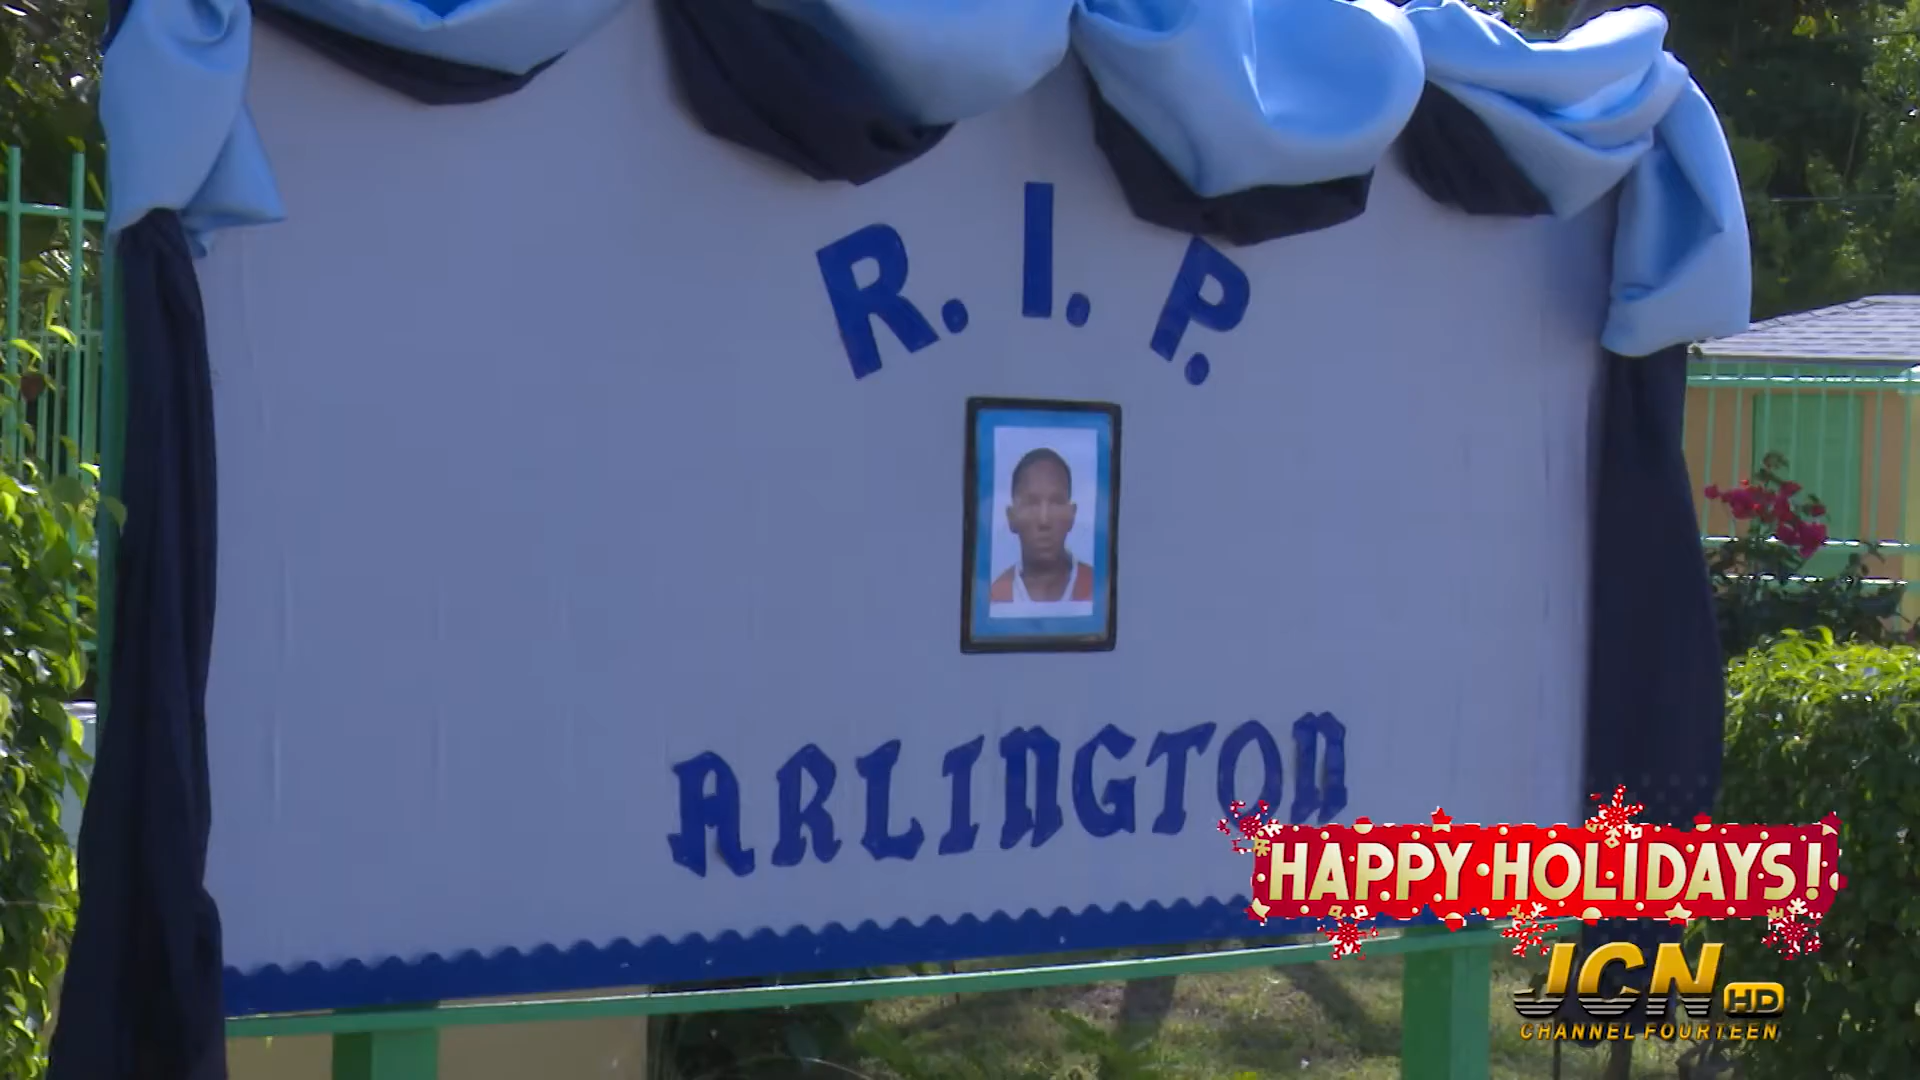 R. I. P.
ARLINGTON
HAPPY HOLIDAYS!
JCN HD
CHANNEL FOURTEEN